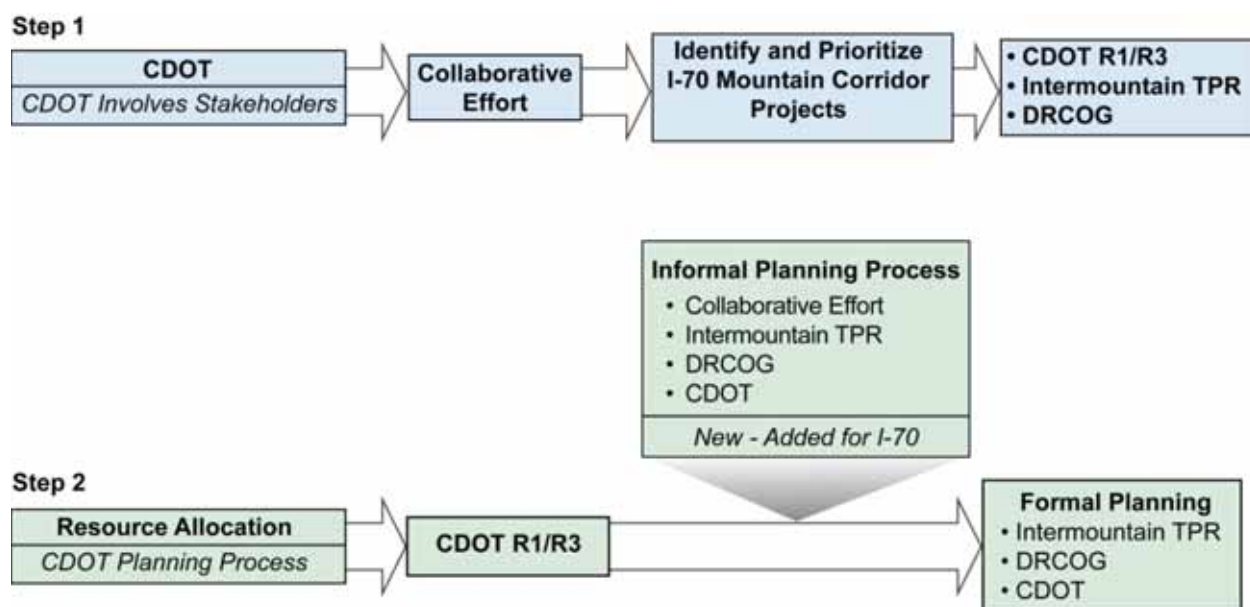 Step 1
CDOT
CDOT Involves Stakeholders
Collaborative
Effort
Identify and Prioritize
I-70 Mountain Corridor
Projects
• CDOT R1/R3
• Intermountain TPR
• DRCOG
Informal Planning Process
• Collaborative Effort
• Intermountain TPR
• DRCOG
• CDOT
New - Added for I-70
Step 2
Resource Allocation
CDOT Planning Process
CDOT R1/R3
Formal Planning
• Intermountain TPR
• DRCOG
• CDOT